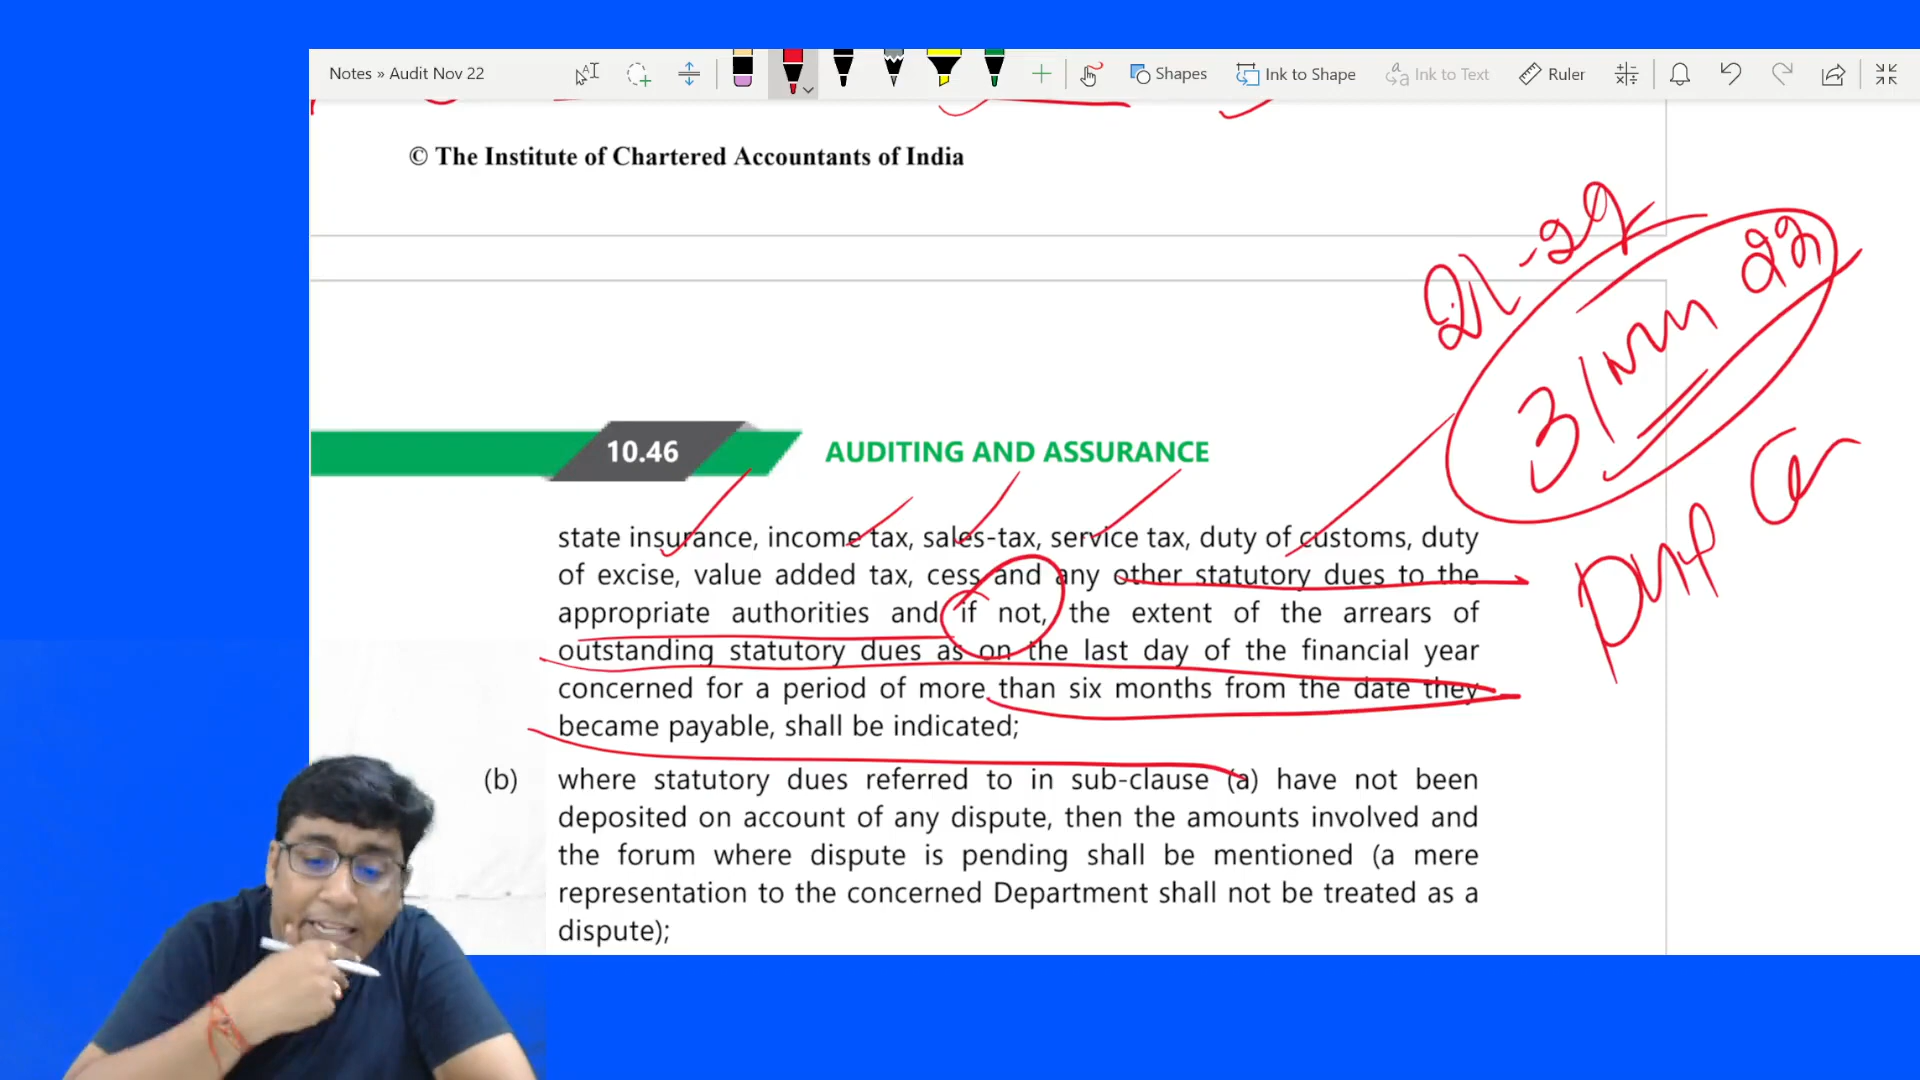 Notes » Audit Nov 22
Shapes
Ink to Shape
Ink to Text
Ruler
© The Institute of Chartered Accountants of India
21-22
31 22
10.46 AUDITING AND ASSURANCE
state insurance, income tax, sales-tax, service tax, duty of customs, duty
of excise, value added tax, cess and any other statutory dues to the
appropriate authorities and if not, the extent of the arrears of
outstanding statutory dues as on the last day of the financial year
concerned for a period of more than six months from the date they
became payable, shall be indicated;
(b) where statutory dues referred to in sub-clause (a) have not been
deposited on account of any dispute, then the amounts involved and
the forum where dispute is pending shall be mentioned (a mere
representation to the concerned Department shall not be treated as a
dispute);